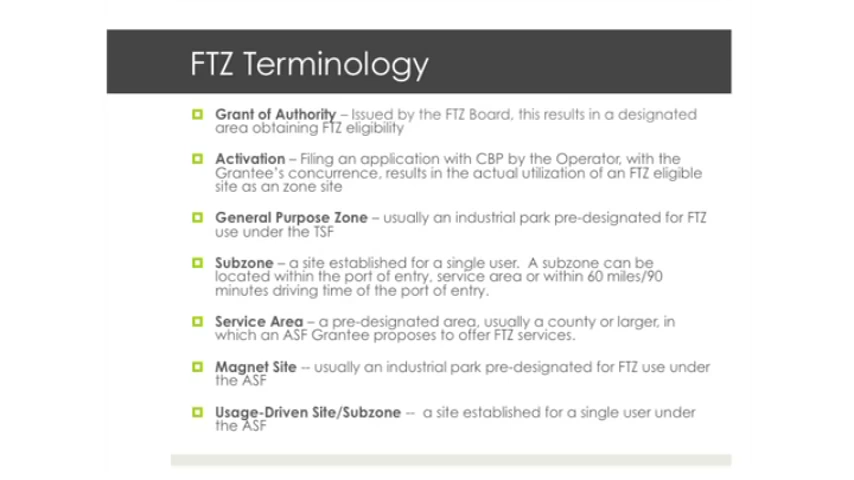 FTZ Terminology
Grant of Authority – Issued by the FTZ Board, this results in a designated
area obtaining FTZ eligibility
Activation – Filing an application with CBP by the Operator, with the
Grantee's concurrence, results in the actual utilization of an FTZ eligible
site as an zone site
General Purpose Zone – usually an industrial park pre-designated for FTZ
use under the TSF
Subzone – a site established for a single user.  A subzone can be
located within the port of entry, service area or within 60 miles/90
minutes driving time of the port of entry.
Service Area – a pre-designated area, usually a county or larger, in
which an ASF Grantee proposes to offer FTZ services.
Magnet Site -- usually an industrial park pre-designated for FTZ use under
the ASF
Usage-Driven Site/Subzone --  a site established for a single user under
the ASF